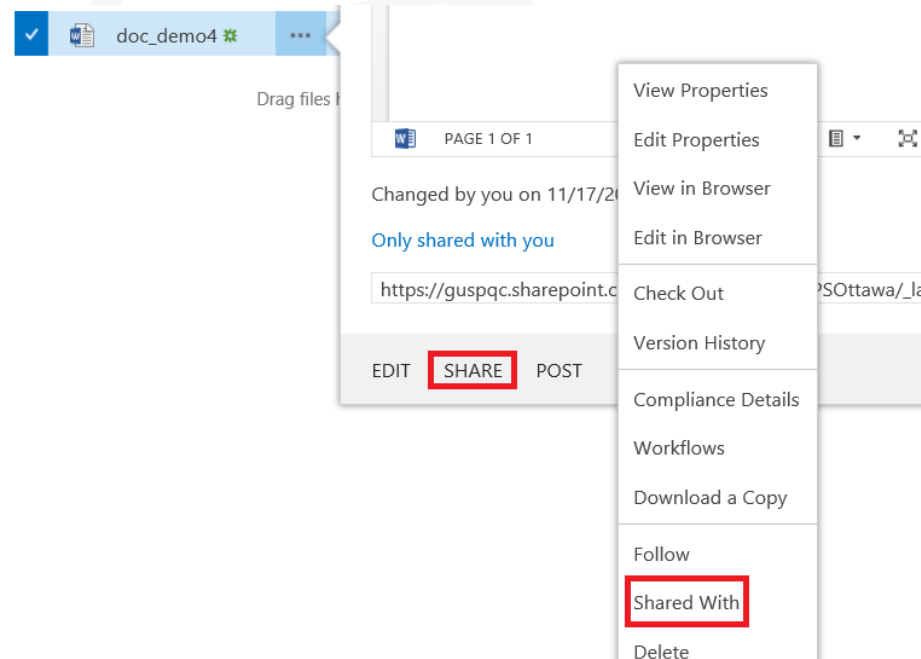 doc_demo4
Drag files
PAGE 1 OF 1
Changed by you on 11/17/
Only shared with you
https://guspqc.sharepoint.c
PSOttawa/_la
EDIT SHARE POST
View Properties
Edit Properties
View in Browser
Edit in Browser
Check Out
Version History
Compliance Details
Workflows
Download a Copy
Follow
Shared With
Delete